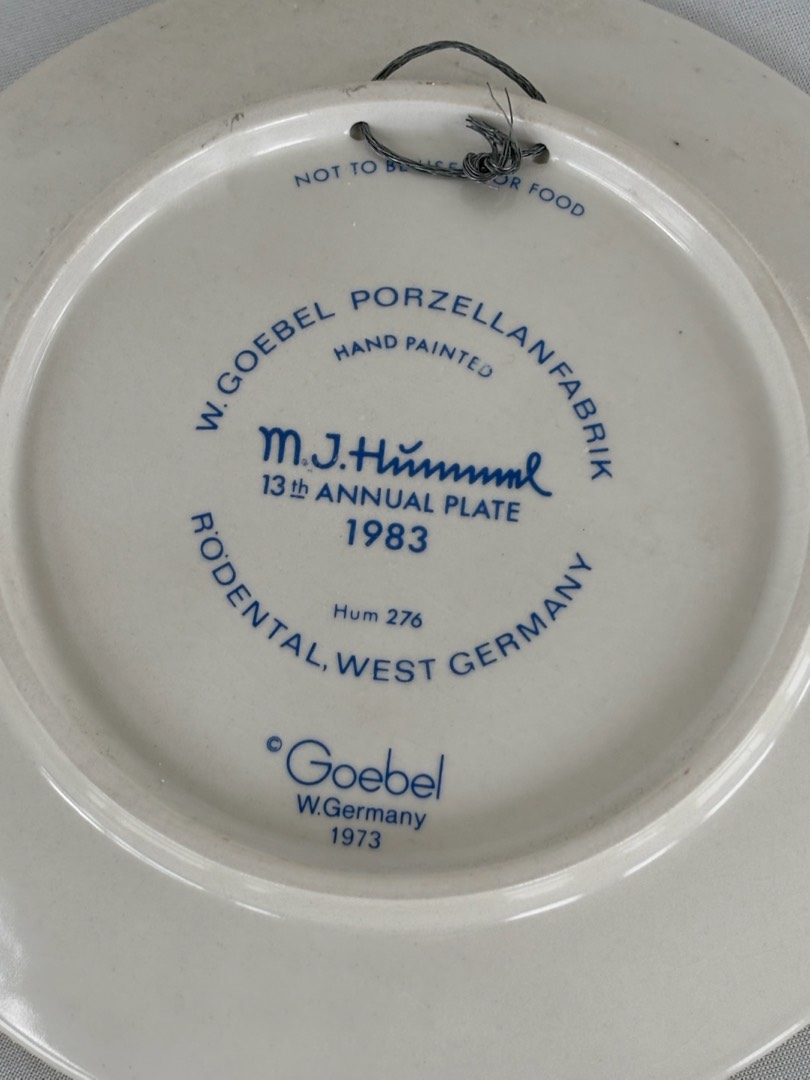 NOT TO BE USED FOR FOOD
W. GOEBEL PORZELLANFABRIK
HAND PAINTED
M.J. Hummel
13th ANNUAL PLATE
1983
Hum 276
RÖDENTAL, WEST GERMANY
© Goebel
W. Germany
1973